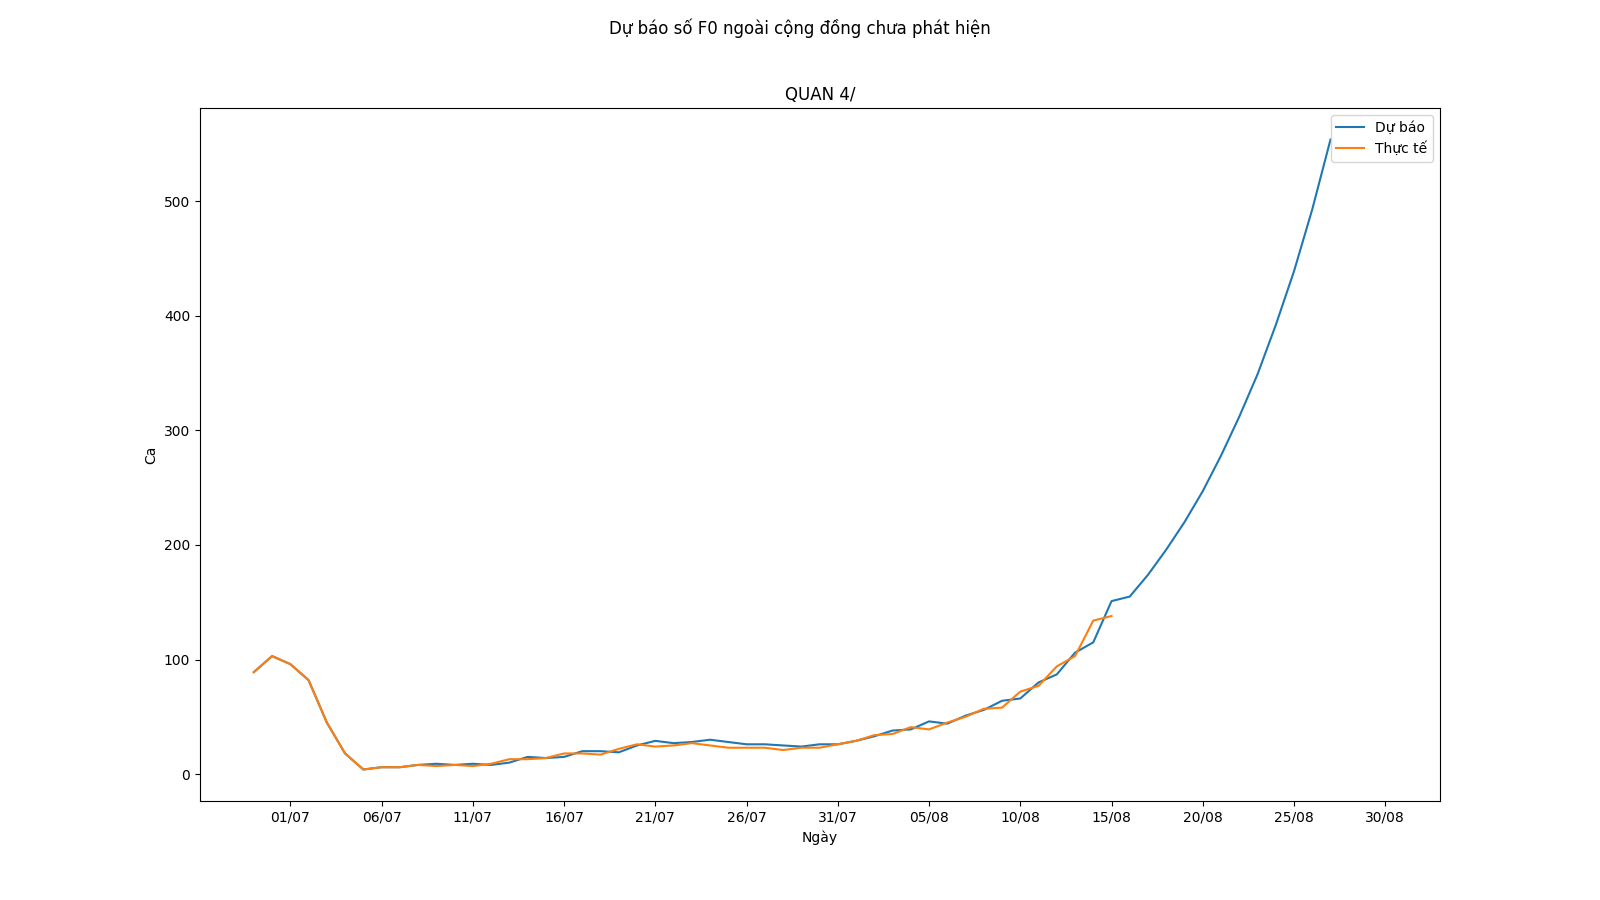 Dự báo số F0 ngoài cộng đồng chưa phát hiện
QUAN 4/
Dự báo
Thực tế
500
400
300
200
100
0
Ca
01/07 06/07 11/07 16/07 21/07 26/07 31/07 05/08 10/08 15/08 20/08 25/08 30/08
Ngày